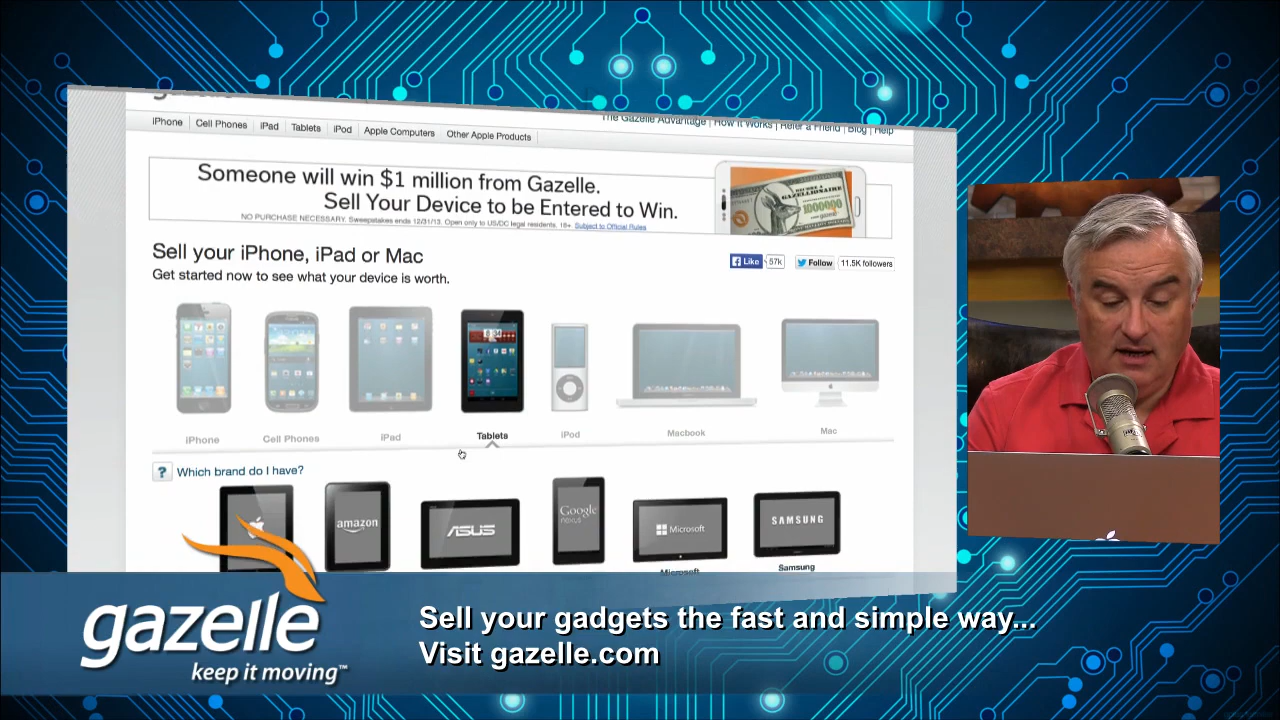 gazelle
iPhone Cell Phones iPad Tablets iPod Apple Computers Other Apple Products
The Gazelle Advantage | How It Works | Refer a Friend | Blog | Help
Someone will win $1 million from Gazelle.
Sell Your Device to be Entered to Win.
NO PURCHASE NECESSARY. Sweepstakes ends 12/31/13. Open only to US/DC legal residents, 18+ Subject to Official Rules
BECOME A
GAZELLIONAIRE
1000000
Sell your iPhone, iPad or Mac
Get started now to see what your device is worth.
Like 57k Follow 11.5K followers
iPhone Cell Phones iPad Tablets iPod Macbook Mac
? Which brand do I have?
amazon ASUS Google nexus Microsoft SAMSUNG
Microsoft Samsung
gazelle
keep it moving™
Sell your gadgets the fast and simple way...
Visit gazelle.com